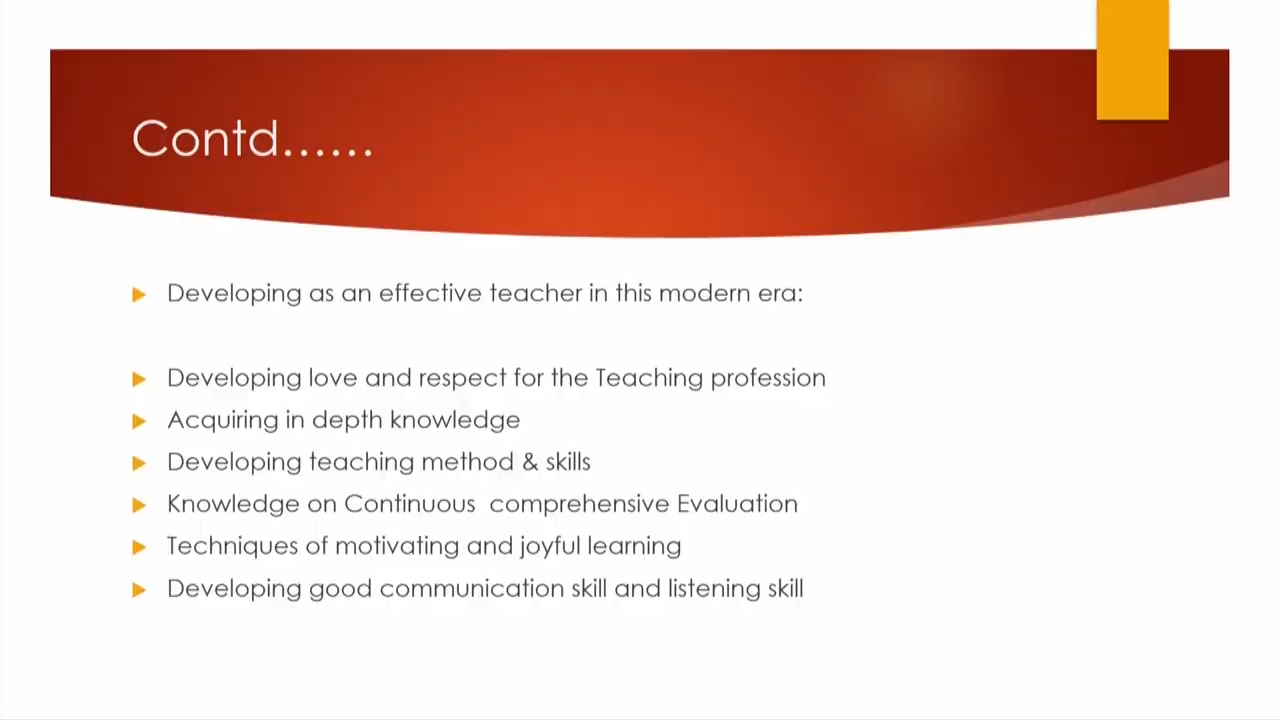 Contd......
Developing as an effective teacher in this modern era:
Developing love and respect for the Teaching profession
Acquiring in depth knowledge
Developing teaching method & skills
Knowledge on Continuous  comprehensive Evaluation
Techniques of motivating and joyful learning
Developing good communication skill and listening skill